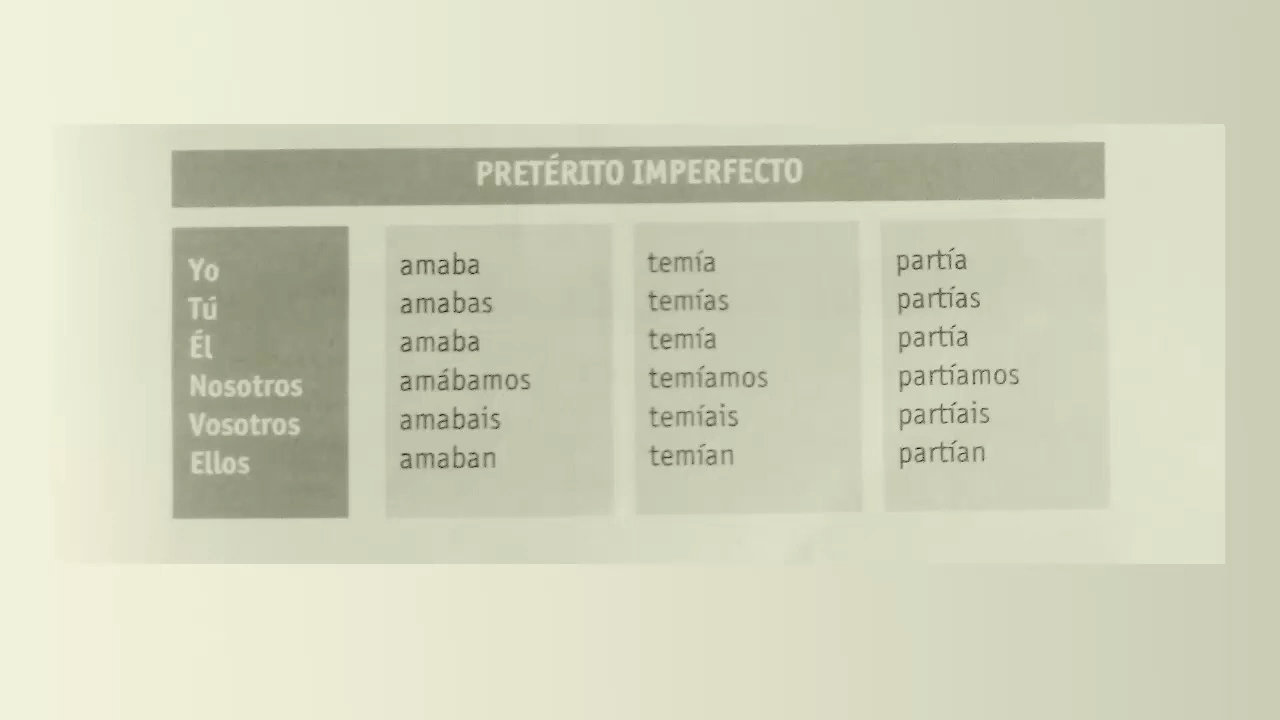 PRETÉRITO IMPERFECTO
Yo amaba temía partía
Tú amabas temías partías
Él amaba temía partía
Nosotros amábamos temíamos partíamos
Vosotros amabais temíais partíais
Ellos amaban temían partían